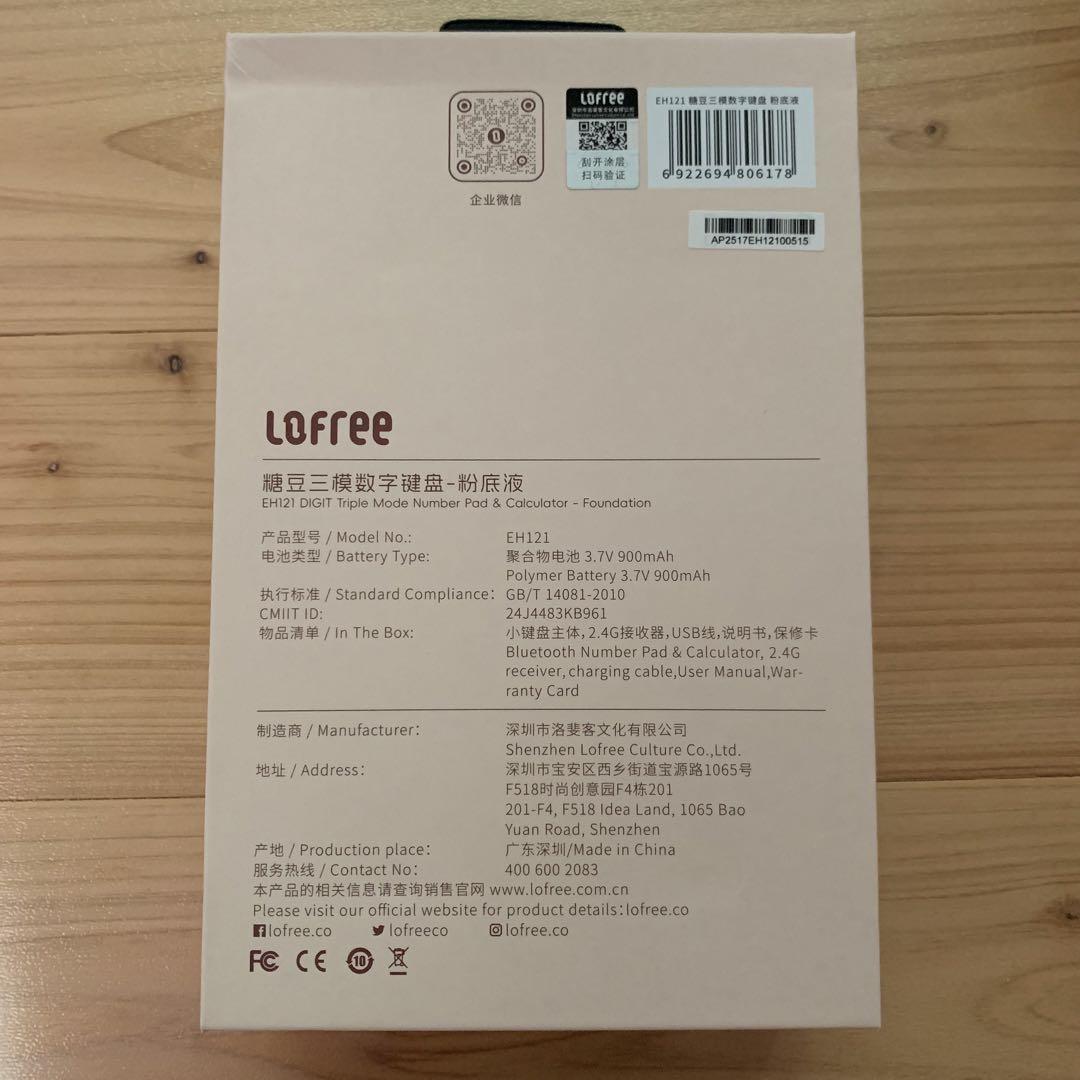 企业微信
Lofree
深圳市洛斐客文化有限公司
刮开涂层
扫码验证
EH121 糖豆三模数字键盘 粉底液
6 922694 806178
AP2517EH12100515
Lofree
糖豆三模数字键盘-粉底液
EH121 DIGIT Triple Mode Number Pad & Calculator - Foundation
产品型号 / Model No.: EH121
电池类型 / Battery Type: 聚合物电池 3.7V 900mAh
Polymer Battery 3.7V 900mAh
执行标准 / Standard Compliance: GB/T 14081-2010
CMIIT ID: 24J4483KB961
物品清单 / In The Box: 小键盘主体,2.4G接收器,USB线,说明书,保修卡
Bluetooth Number Pad & Calculator, 2.4G
receiver,charging cable,User Manual,War-
ranty Card
制造商 / Manufacturer: 深圳市洛斐客文化有限公司
Shenzhen Lofree Culture Co.,Ltd.
地址 / Address: 深圳市宝安区西乡街道宝源路1065号
F518时尚创意园F4栋201
201-F4, F518 Idea Land, 1065 Bao
Yuan Road, Shenzhen
产地 / Production place: 广东深圳/Made in China
服务热线 / Contact No: 400 600 2083
本产品的相关信息请查询销售官网 www.lofree.com.cn
Please visit our official website for product details:lofree.co
lofree.co lofreeco lofree.co
FC CE 10